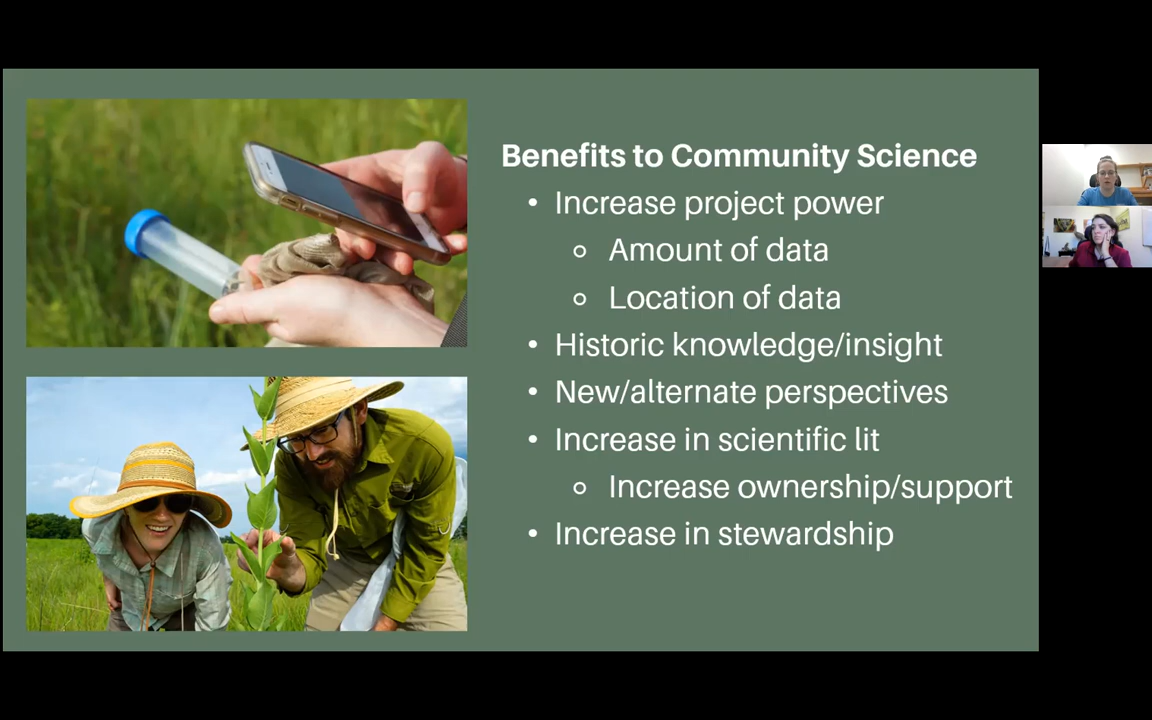 Benefits to Community Science
• Increase project power
◦ Amount of data
◦ Location of data
• Historic knowledge/insight
• New/alternate perspectives
• Increase in scientific lit
◦ Increase ownership/support
• Increase in stewardship